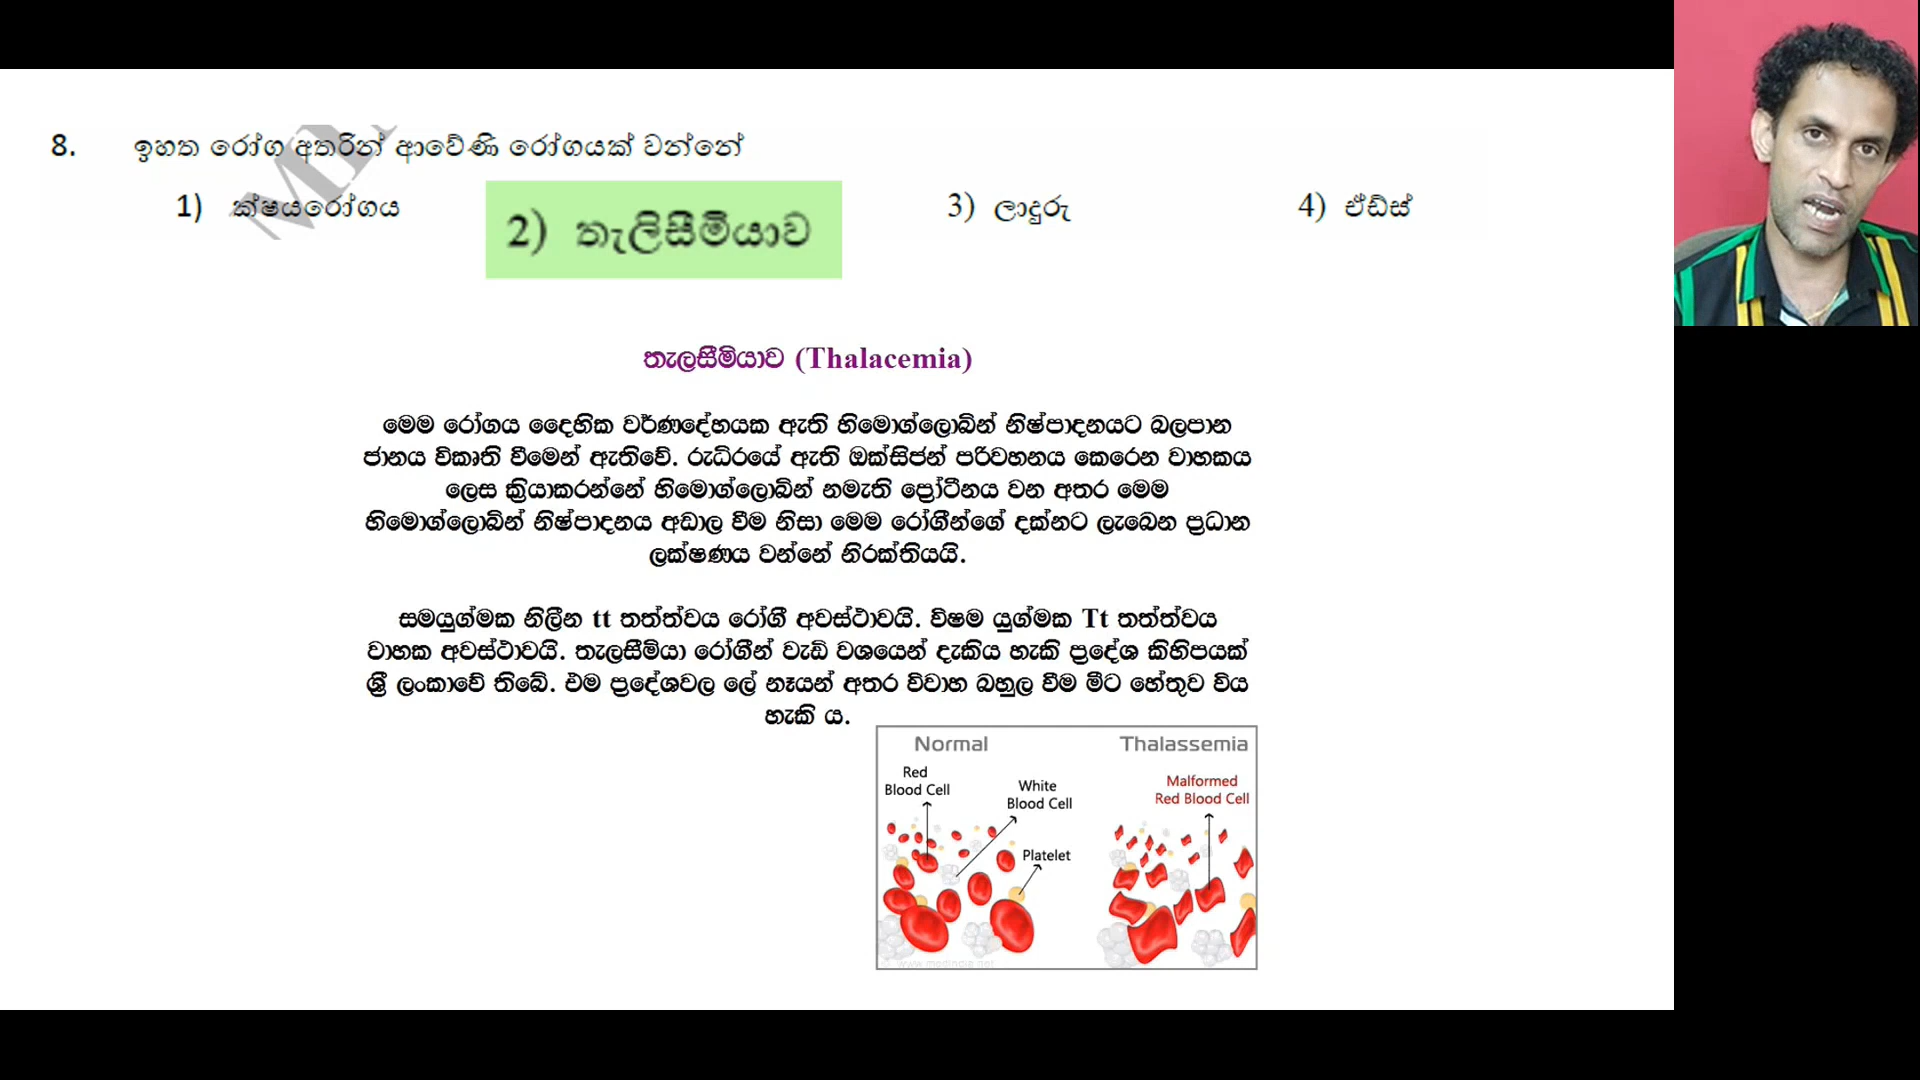 8. ඉහත රෝග අතරින් ආවේණි රෝගයක් වන්නේ
1) ක්ෂයරෝගය 2) තැලිසීමියාව 3) ලාදුරු 4) ඒඩ්ස්
තැලසීමියාව (Thalacemia)
මෙම රෝගය දෛහික වර්ණදේහයක ඇති හිමොග්ලොබින් නිෂ්පාදනයට බලපාන
ජානය විකෘති වීමෙන් ඇතිවේ. රුධිරයේ ඇති ඔක්සිජන් පරිවහනය කෙරෙන වාහකය
ලෙස ක්‍රියාකරන්නේ හිමොග්ලොබින් නමැති ප්‍රෝටීනය වන අතර මෙම
හිමොග්ලොබින් නිෂ්පාදනය අඩාල වීම නිසා මෙම රෝගීන්ගේ දක්නට ලැබෙන ප්‍රධාන
ලක්ෂණය වන්නේ නිරක්තියයි.
සමයුග්මක නිලීන tt තත්ත්වය රෝගී අවස්ථාවයි. විෂම යුග්මක Tt තත්ත්වය
වාහක අවස්ථාවයි. තැලසීමියා රෝගීන් වැඩි වශයෙන් දැකිය හැකි ප්‍රදේශ කිහිපයක්
ශ්‍රී ලංකාවේ තිබේ. එම ප්‍රදේශවල ලේ නෑයන් අතර විවාහ බහුල වීම මීට හේතුව විය
හැකි ය.
Normal Thalassemia
Red
Blood Cell
White
Blood Cell
Platelet
Malformed
Red Blood Cell
www.medindia.net